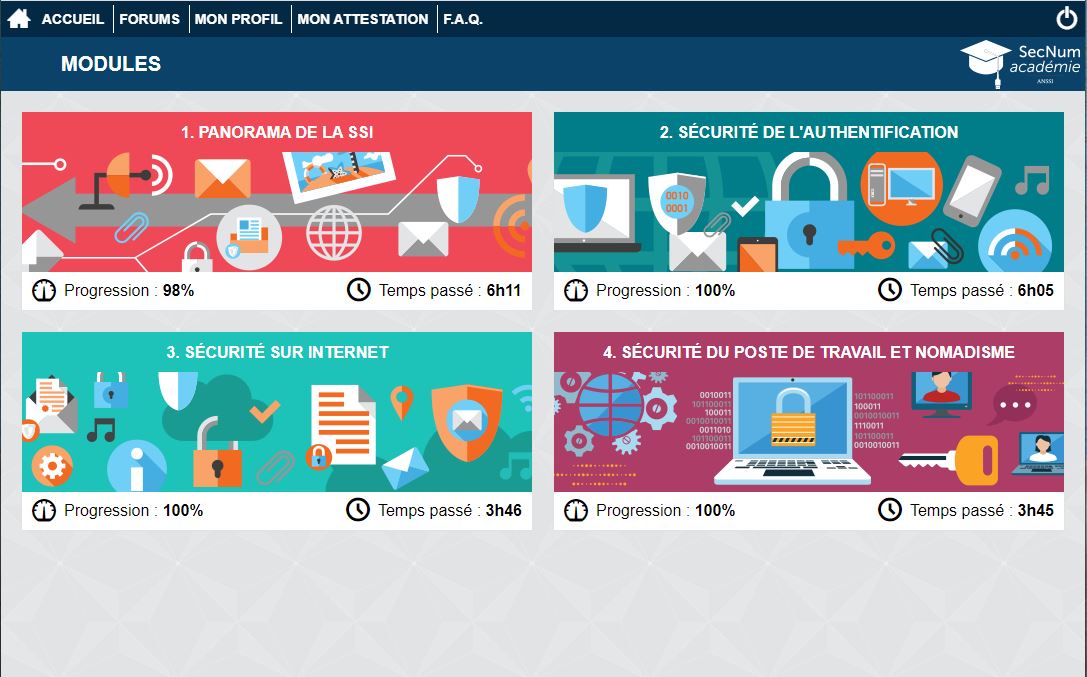 ACCUEIL FORUMS MON PROFIL MON ATTESTATION F.A.Q.
MODULES
SecNum
académie
ANSSI
1. PANORAMA DE LA SSI
Progression : 98% Temps passé : 6h11
2. SÉCURITÉ DE L'AUTHENTIFICATION
0010
0001
Progression : 100% Temps passé : 6h05
3. SÉCURITÉ SUR INTERNET
Progression : 100% Temps passé : 3h46
4. SÉCURITÉ DU POSTE DE TRAVAIL ET NOMADISME
0010011
101100011
100011
0010010011
0011010
101100011
0010010011
101100011
100011
0010010011
1110011
101100011
0010010011
Progression : 100% Temps passé : 3h45